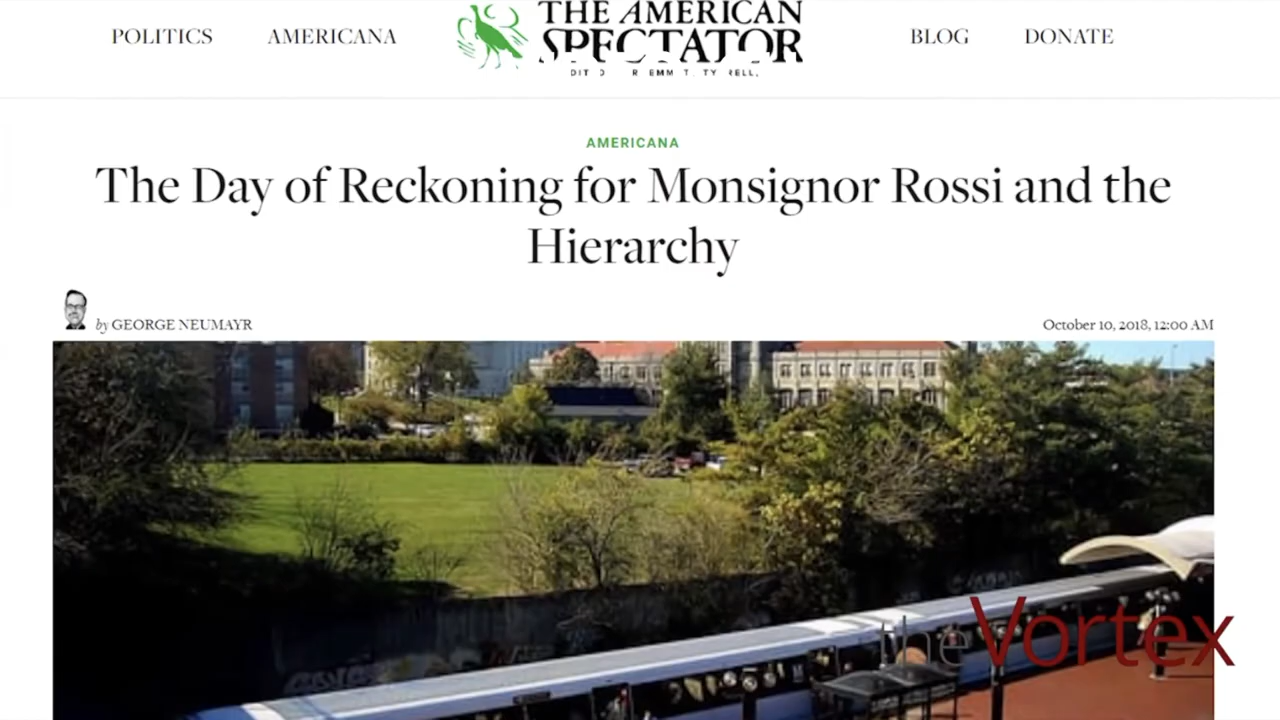 POLITICS
AMERICANA
THE AMERICAN
SPECTATOR
BLOG
DONATE
AMERICANA
The Day of Reckoning for Monsignor Rossi and the
Hierarchy
by GEORGE NEUMAYR
October 10, 2018, 12:00 AM
theVortex